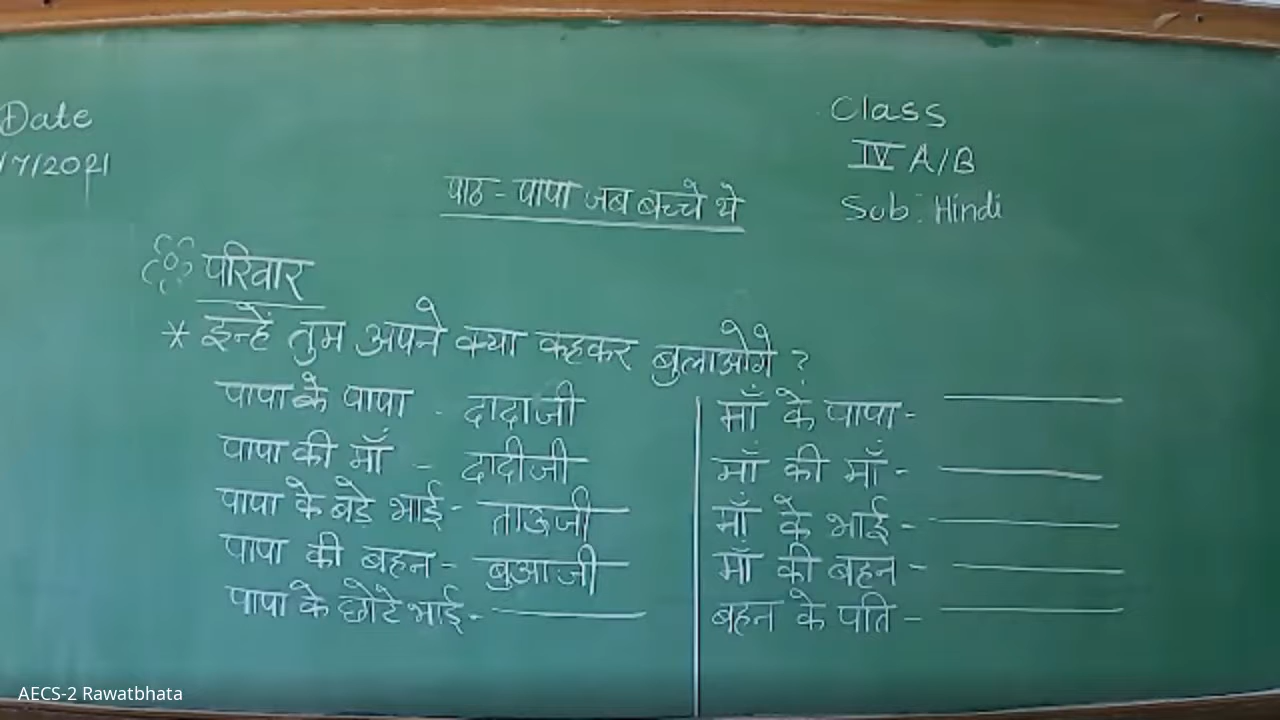 Date
/7/2021
Class
IV A/B
Sub: Hindi
पाठ - पापा जब बच्चे थे
परिवार
* इन्हें तुम अपने क्या कहकर बुलाओगे ?
पापा के पापा - दादाजी
पापा की माँ - दादीजी
पापा के बडे भाई - ताऊजी
पापा की बहन - बुआजी
पापा के छोटे भाई -
माँ के पापा -
माँ की माँ -
माँ के भाई -
माँ की बहन -
बहन के पति -
AECS-2 Rawatbhata